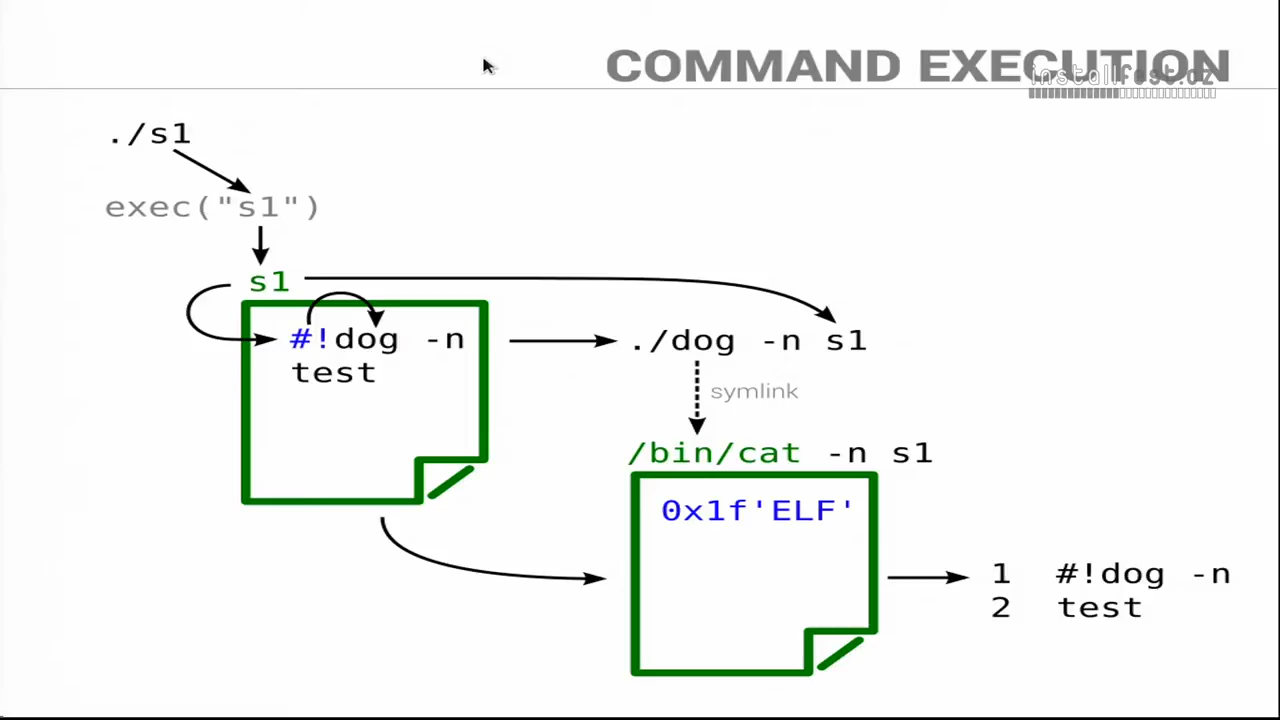 COMMAND EXECUTION
installfest.cz
./s1
exec("s1")
s1
#!dog -n
test
./dog -n s1
symlink
/bin/cat -n s1
0x1f'ELF'
1 #!dog -n
2 test